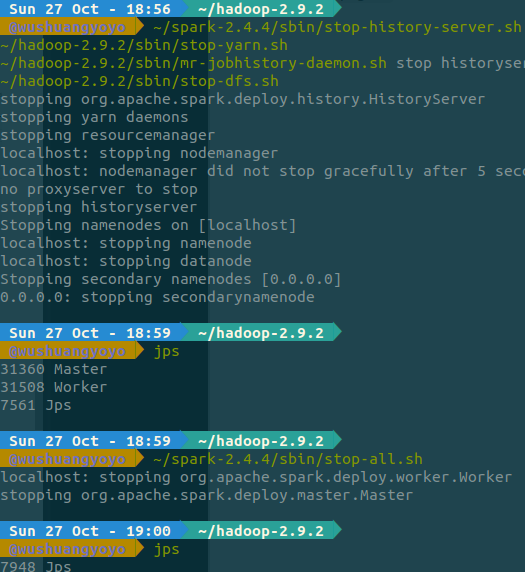 Sun 27 Oct - 18:56 ~/hadoop-2.9.2
@wushuangyoyo ~/spark-2.4.4/sbin/stop-history-server.sh
~/hadoop-2.9.2/sbin/stop-yarn.sh
~/hadoop-2.9.2/sbin/mr-jobhistory-daemon.sh stop historyser
~/hadoop-2.9.2/sbin/stop-dfs.sh
stopping org.apache.spark.deploy.history.HistoryServer
stopping yarn daemons
stopping resourcemanager
localhost: stopping nodemanager
localhost: nodemanager did not stop gracefully after 5 seco
no proxyserver to stop
stopping historyserver
Stopping namenodes on [localhost]
localhost: stopping namenode
localhost: stopping datanode
Stopping secondary namenodes [0.0.0.0]
0.0.0.0: stopping secondarynamenode
Sun 27 Oct - 18:59 ~/hadoop-2.9.2
@wushuangyoyo jps
31360 Master
31508 Worker
7561 Jps
Sun 27 Oct - 18:59 ~/hadoop-2.9.2
@wushuangyoyo ~/spark-2.4.4/sbin/stop-all.sh
localhost: stopping org.apache.spark.deploy.worker.Worker
stopping org.apache.spark.deploy.master.Master
Sun 27 Oct - 19:00 ~/hadoop-2.9.2
@wushuangyoyo jps
7948 Jps